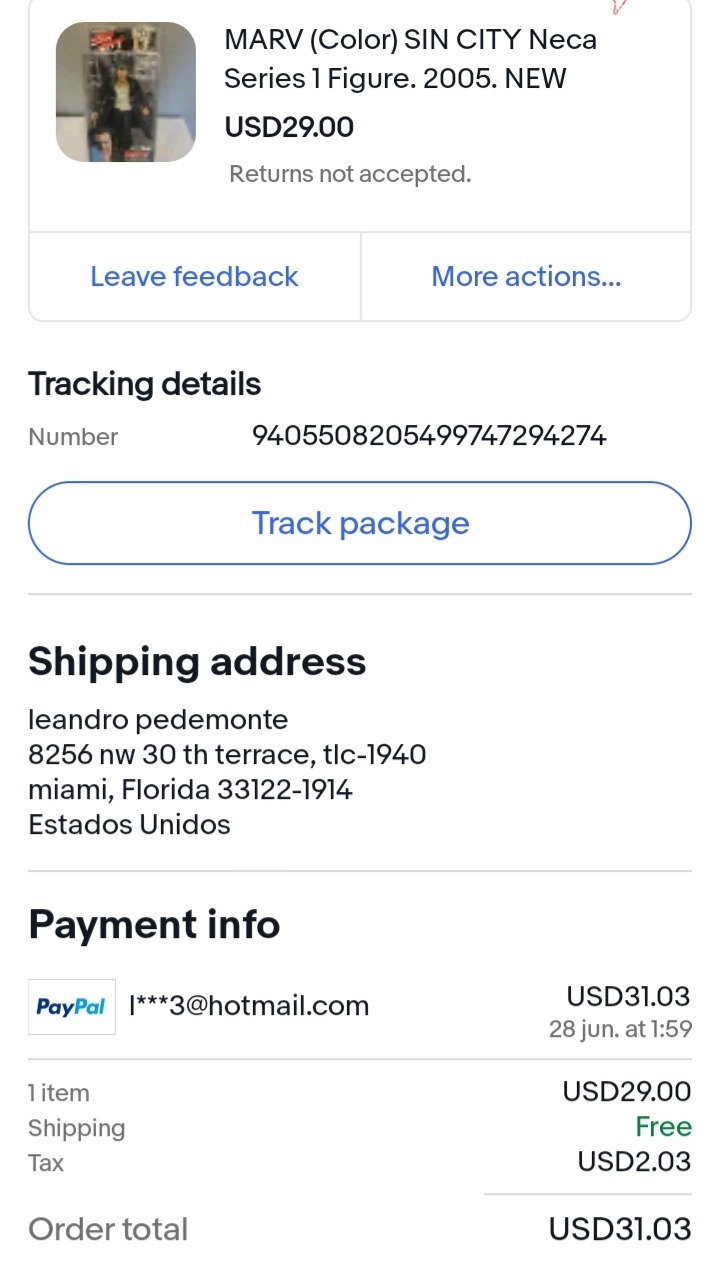 MARV (Color) SIN CITY Neca
Series 1 Figure. 2005. NEW
USD29.00
Returns not accepted.
Leave feedback
More actions...
Tracking details
Number 9405508205499747294274
Track package
Shipping address
leandro pedemonte
8256 nw 30 th terrace, tlc-1940
miami, Florida 33122-1914
Estados Unidos
Payment info
PayPal l***3@hotmail.com USD31.03
28 jun. at 1:59
1 item USD29.00
Shipping Free
Tax USD2.03
Order total USD31.03